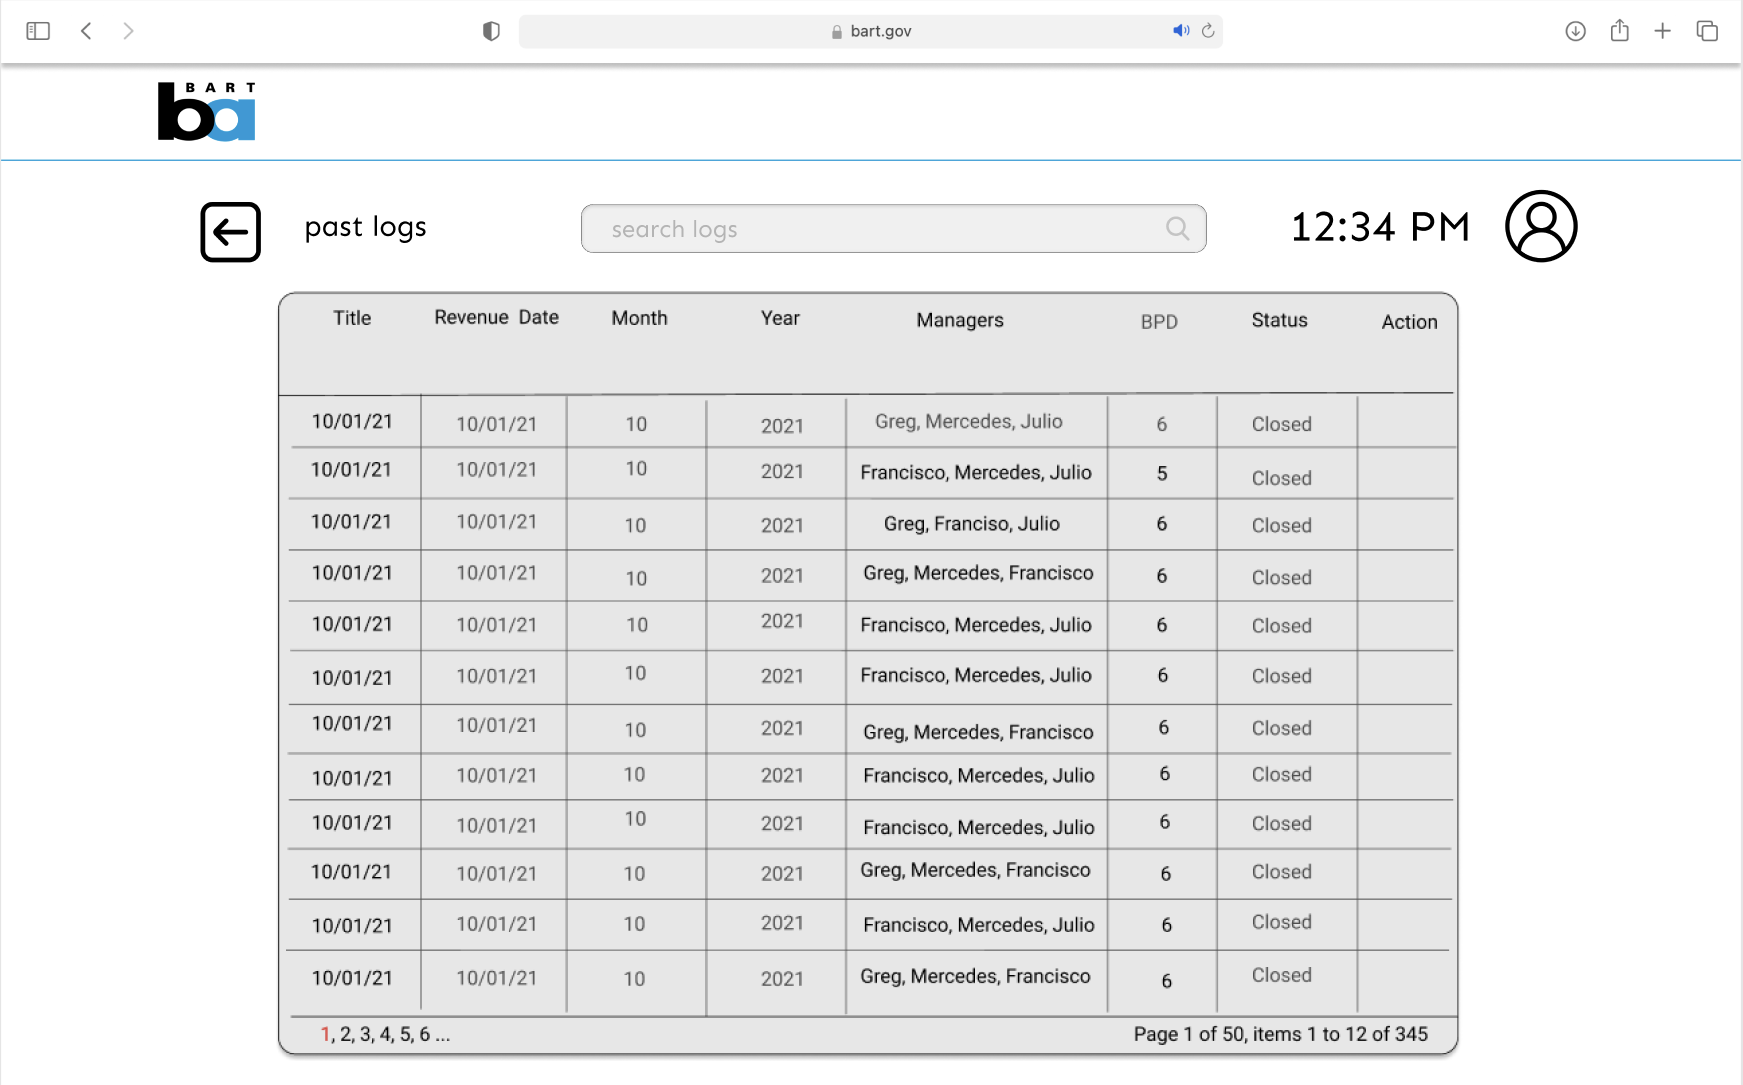 bart.gov
BART
ba
past logs
search logs
12:34 PM
Title Revenue Date Month Year Managers BPD Status Action
10/01/21 10/01/21 10 2021 Greg, Mercedes, Julio 6 Closed
10/01/21 10/01/21 10 2021 Francisco, Mercedes, Julio 5 Closed
10/01/21 10/01/21 10 2021 Greg, Franciso, Julio 6 Closed
10/01/21 10/01/21 10 2021 Greg, Mercedes, Francisco 6 Closed
10/01/21 10/01/21 10 2021 Francisco, Mercedes, Julio 6 Closed
10/01/21 10/01/21 10 2021 Francisco, Mercedes, Julio 6 Closed
10/01/21 10/01/21 10 2021 Greg, Mercedes, Francisco 6 Closed
10/01/21 10/01/21 10 2021 Francisco, Mercedes, Julio 6 Closed
10/01/21 10/01/21 10 2021 Francisco, Mercedes, Julio 6 Closed
10/01/21 10/01/21 10 2021 Greg, Mercedes, Francisco 6 Closed
10/01/21 10/01/21 10 2021 Francisco, Mercedes, Julio 6 Closed
10/01/21 10/01/21 10 2021 Greg, Mercedes, Francisco 6 Closed
1, 2, 3, 4, 5, 6 ... Page 1 of 50, items 1 to 12 of 345